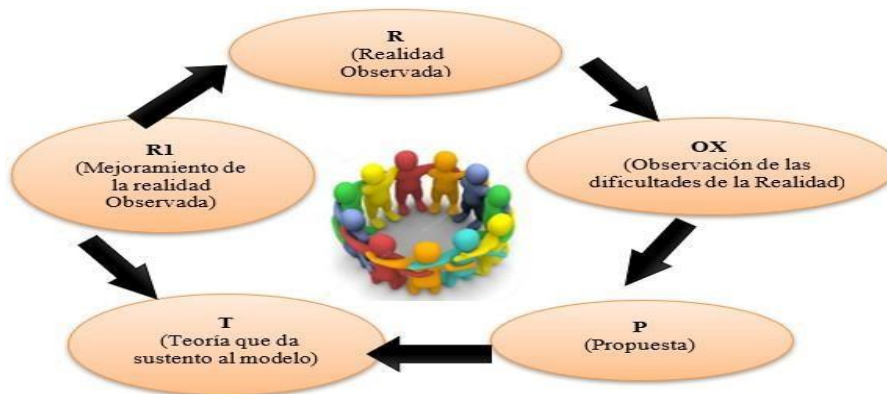 R
(Realidad
Observada)
R1
(Mejoramiento de
la realidad
Observada)
OX
(Observación de las
dificultades de la Realidad)
T
(Teoría que da
sustento al modelo)
P
(Propuesta)